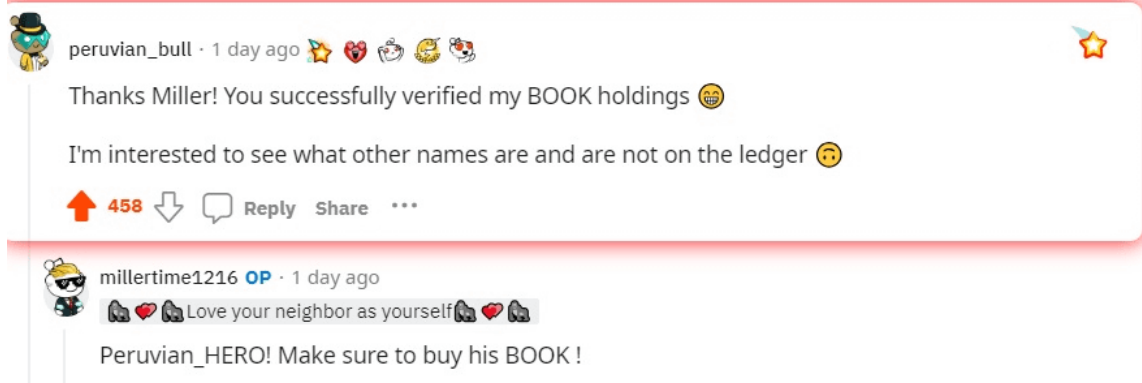 peruvian_bull · 1 day ago
Thanks Miller! You successfully verified my BOOK holdings 😁
I'm interested to see what other names are and are not on the ledger 🙃
458 Reply Share ···
millertime1216 OP · 1 day ago
🦍💞🦍Love your neighbor as yourself🦍💞🦍
Peruvian_HERO! Make sure to buy his BOOK !